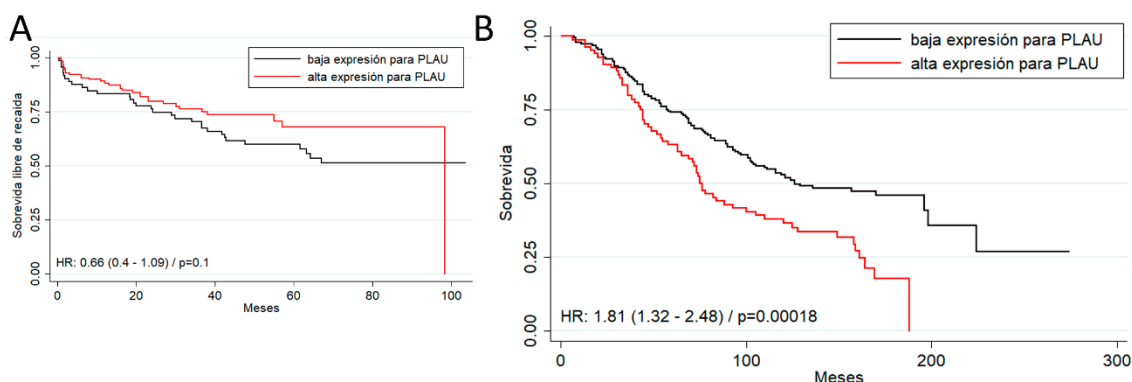 A
baja expresión para PLAU
alta expresión para PLAU
Sobrevida libre de recaida
1.00
0.75
0.50
0.25
0.00
HR: 0.66 (0.4 - 1.09) / p=0.1
0
20
40
60
80
100
Meses
B
baja expresión para PLAU
alta expresión para PLAU
Sobrevida
1.00
0.75
0.50
0.25
0.00
HR: 1.81 (1.32 - 2.48) / p=0.00018
0
100
200
300
Meses